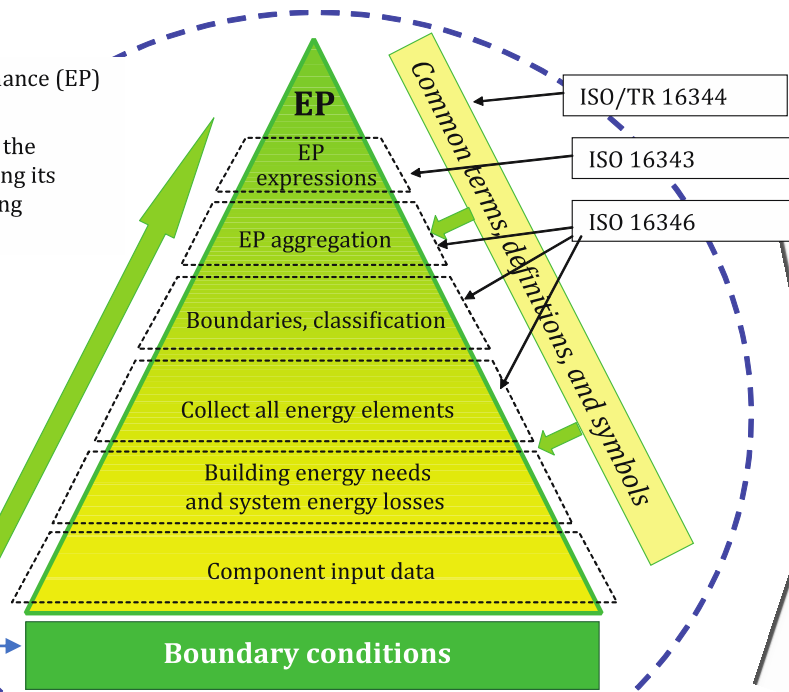 ance (EP)
the
ng its
ng
EP
EP
expressions
EP aggregation
Boundaries, classification
Collect all energy elements
Building energy needs
and system energy losses
Component input data
Boundary conditions
Common terms, definitions, and symbols
ISO/TR 16344
ISO 16343
ISO 16346